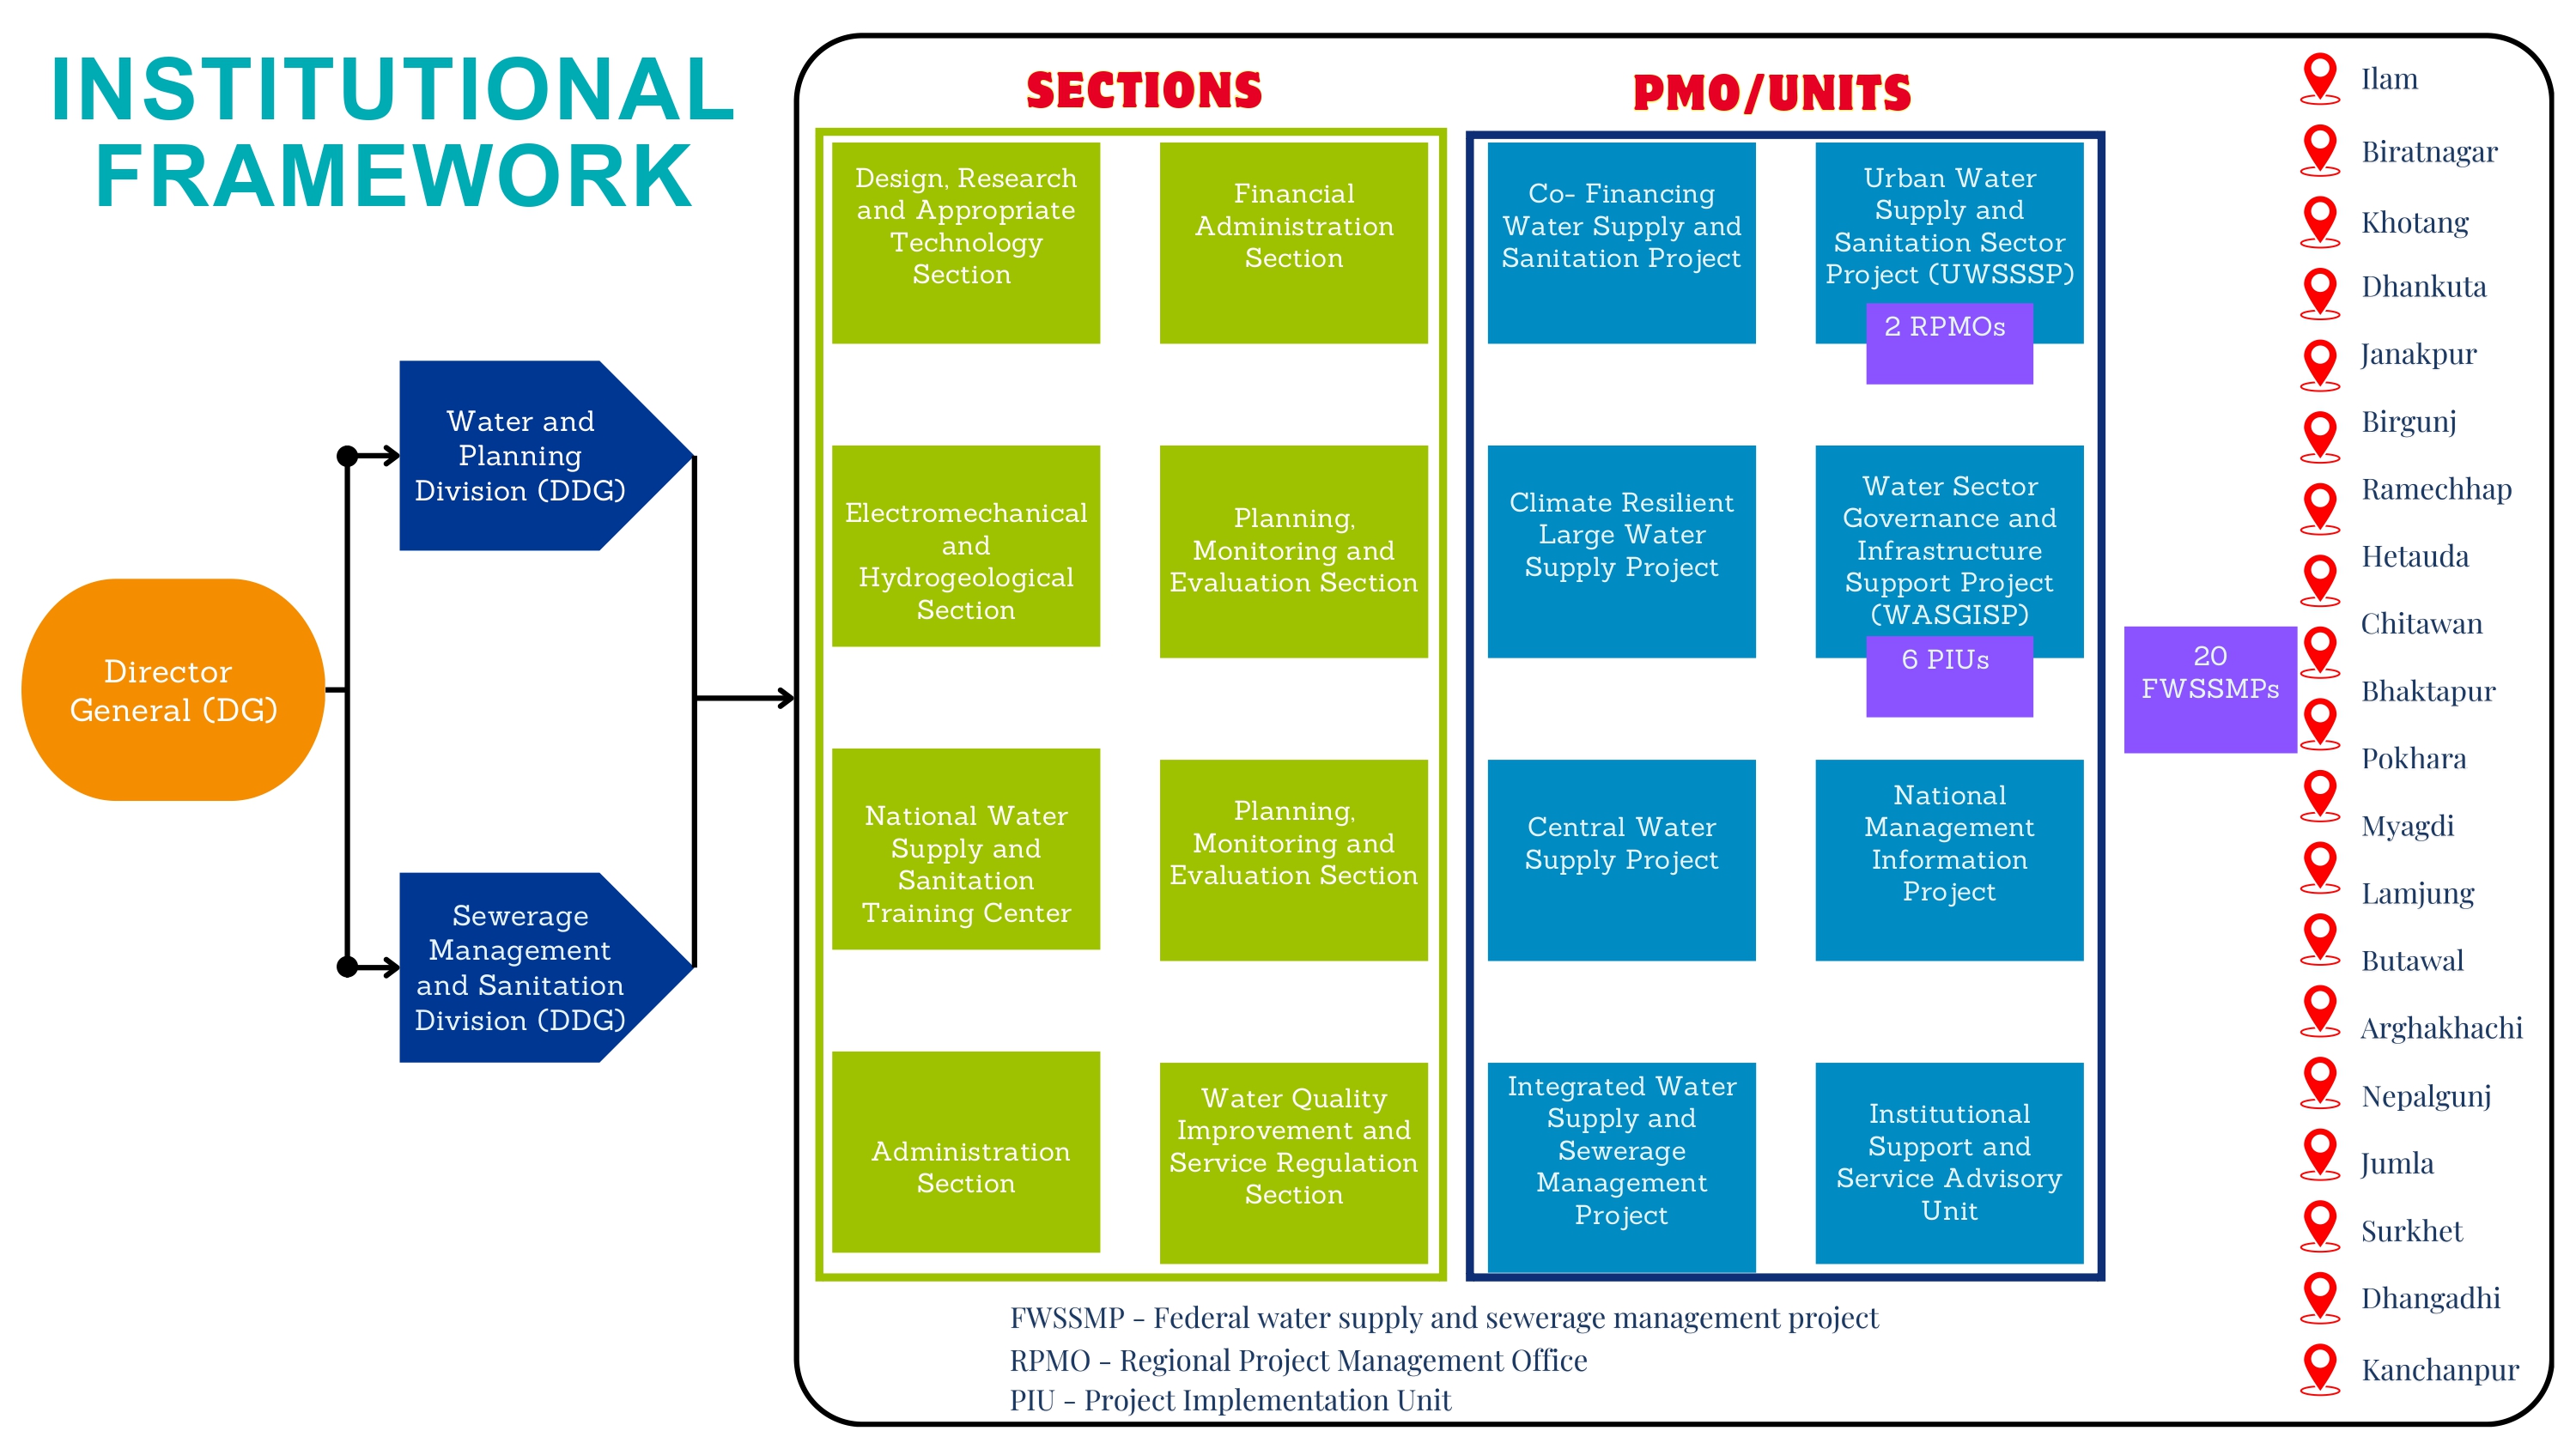 INSTITUTIONAL
FRAMEWORK
Director
General (DG)
Water and
Planning
Division (DDG)
Sewerage
Management
and Sanitation
Division (DDG)
SECTIONS
Design, Research
and Appropriate
Technology
Section
Financial
Administration
Section
Electromechanical
and
Hydrogeological
Section
Planning,
Monitoring and
Evaluation Section
National Water
Supply and
Sanitation
Training Center
Planning,
Monitoring and
Evaluation Section
Administration
Section
Water Quality
Improvement and
Service Regulation
Section
PMO/UNITS
Co- Financing
Water Supply and
Sanitation Project
Urban Water
Supply and
Sanitation Sector
Project (UWSSSP)
2 RPMOs
Climate Resilient
Large Water
Supply Project
Water Sector
Governance and
Infrastructure
Support Project
(WASGISP)
6 PIUs
Central Water
Supply Project
National
Management
Information
Project
Integrated Water
Supply and
Sewerage
Management
Project
Institutional
Support and
Service Advisory
Unit
20
FWSSMPs
Ilam
Biratnagar
Khotang
Dhankuta
Janakpur
Birgunj
Ramechhap
Hetauda
Chitawan
Bhaktapur
Pokhara
Myagdi
Lamjung
Butawal
Arghakhachi
Nepalgunj
Jumla
Surkhet
Dhangadhi
Kanchanpur
FWSSMP - Federal water supply and sewerage management project
RPMO - Regional Project Management Office
PIU - Project Implementation Unit